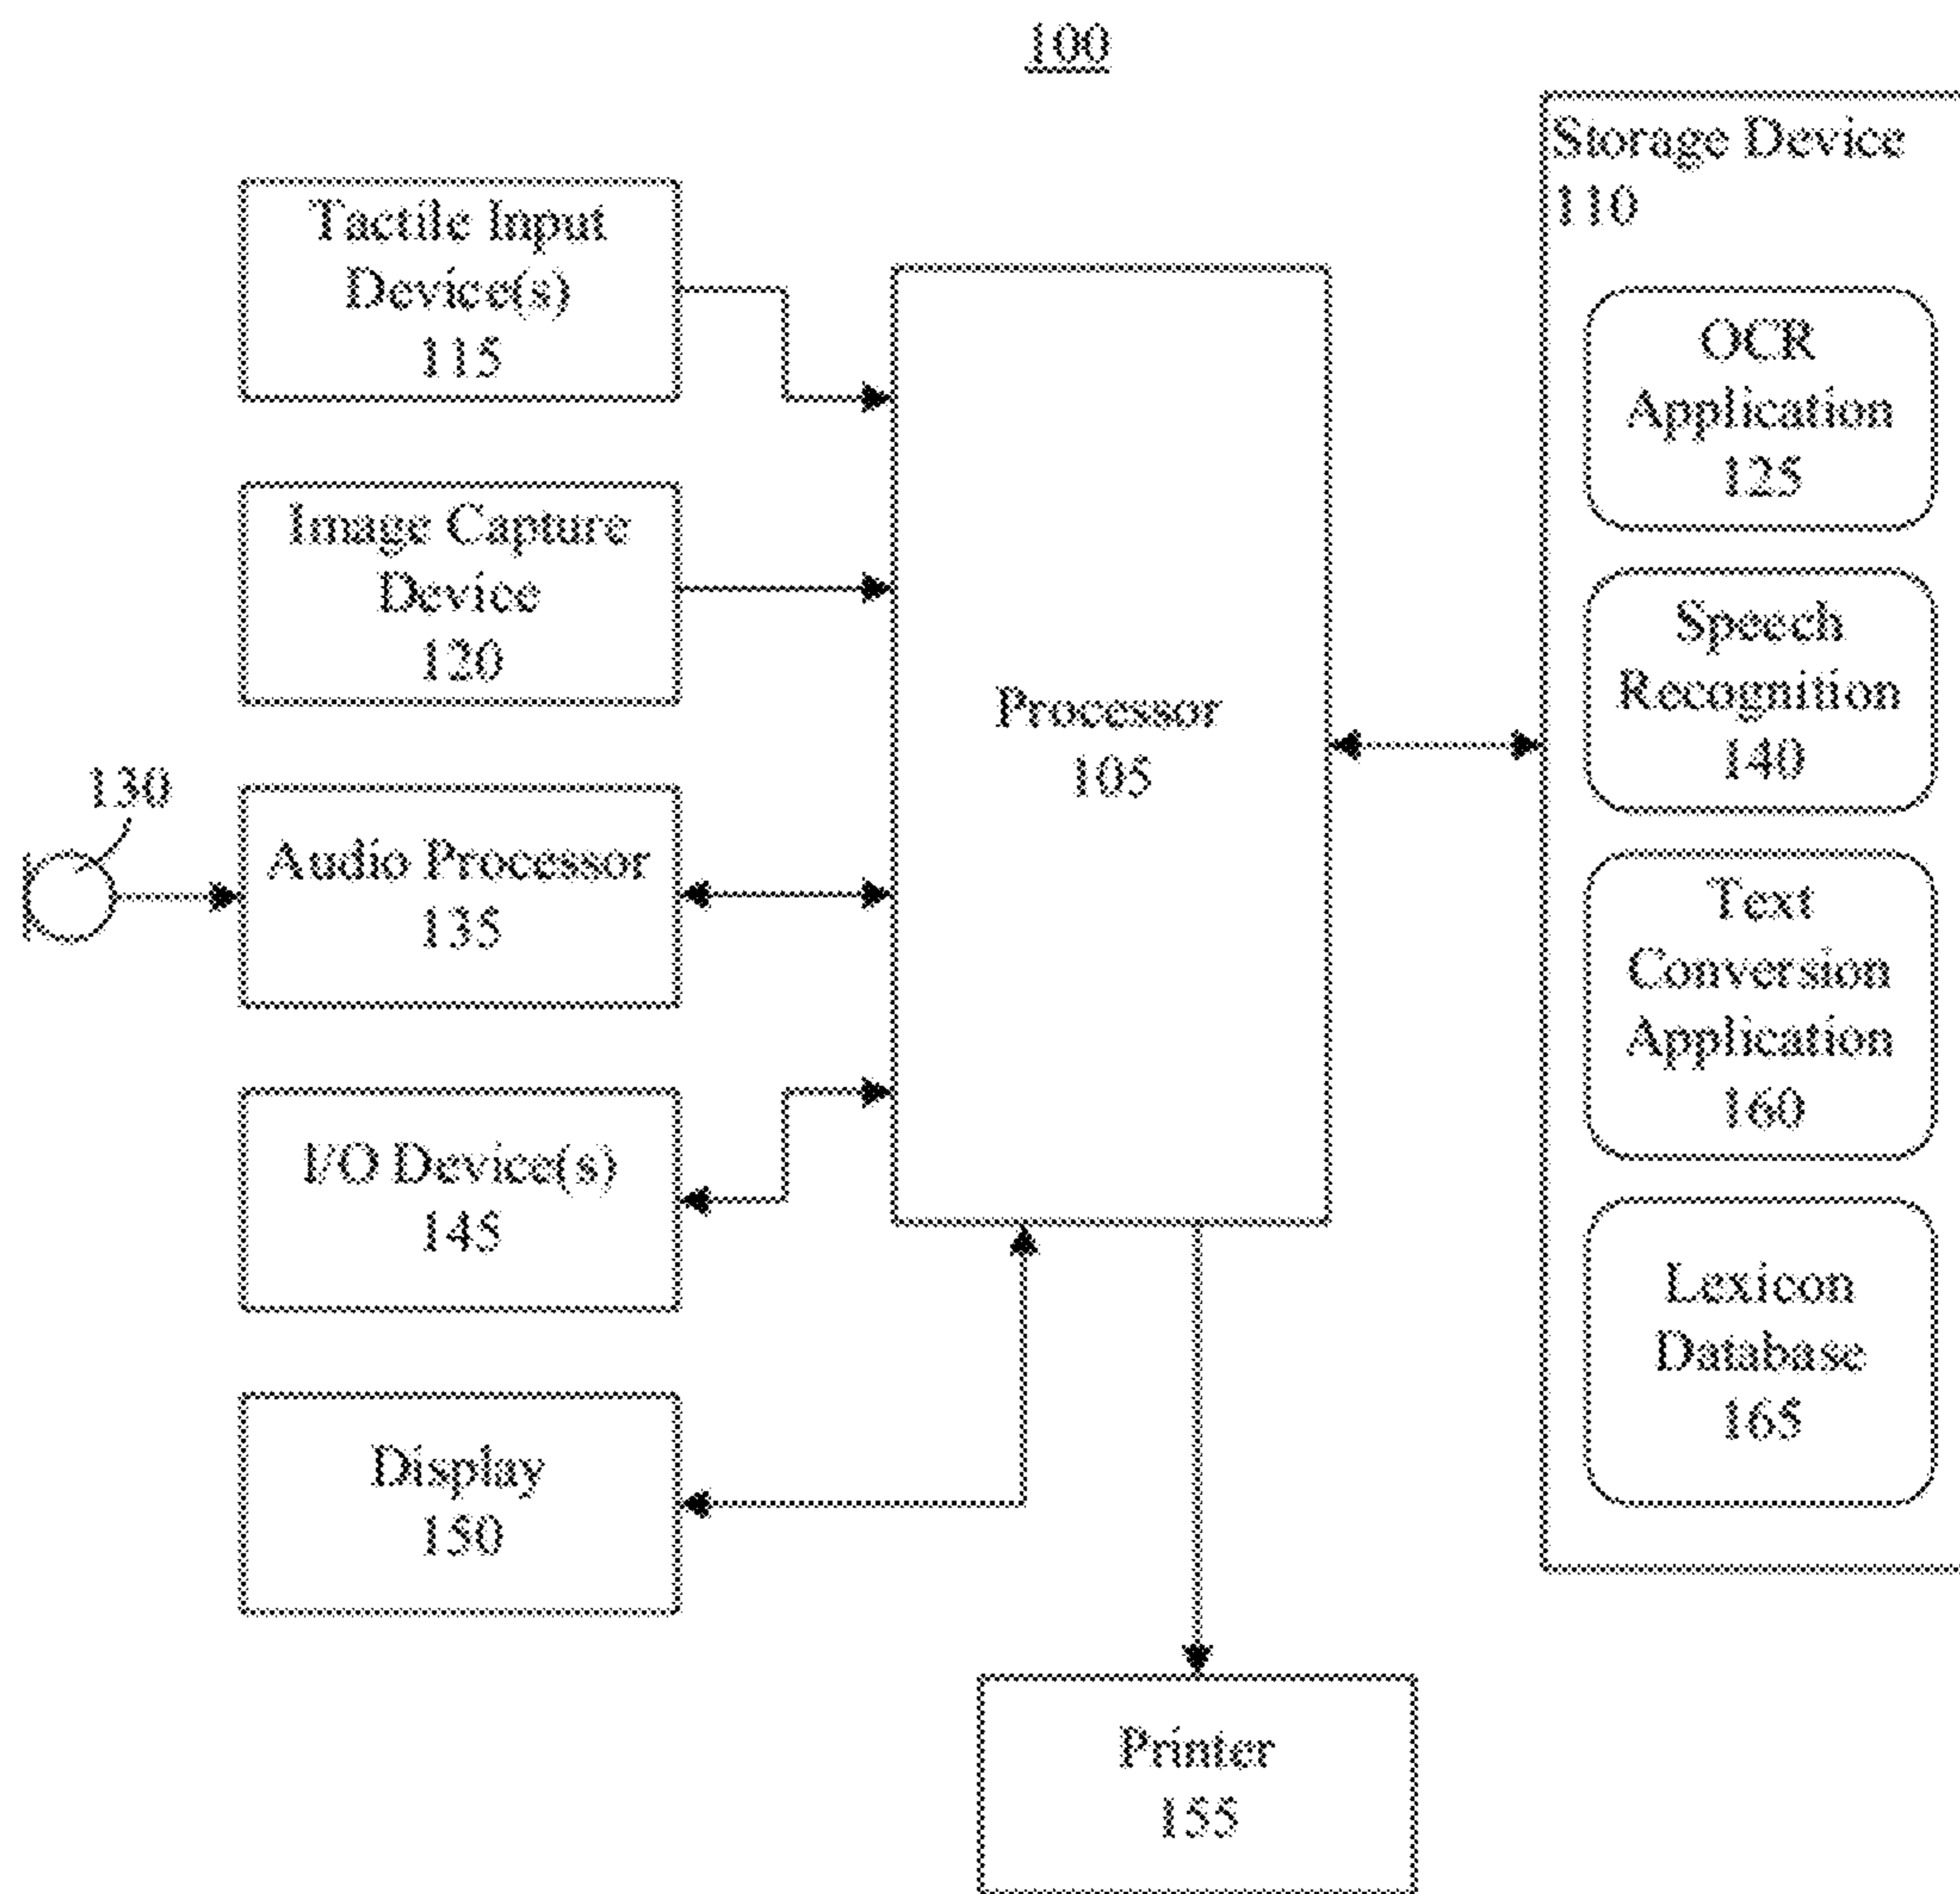 100
Storage Device
110
Tactile Input
Device(s)
115
OCR
Application
125
Image Capture
Device
120
Speech
Recognition
140
Processor
105
130
Audio Processor
135
Text
Conversion
Application
160
I/O Device(s)
145
Lexicon
Database
165
Display
150
Printer
155